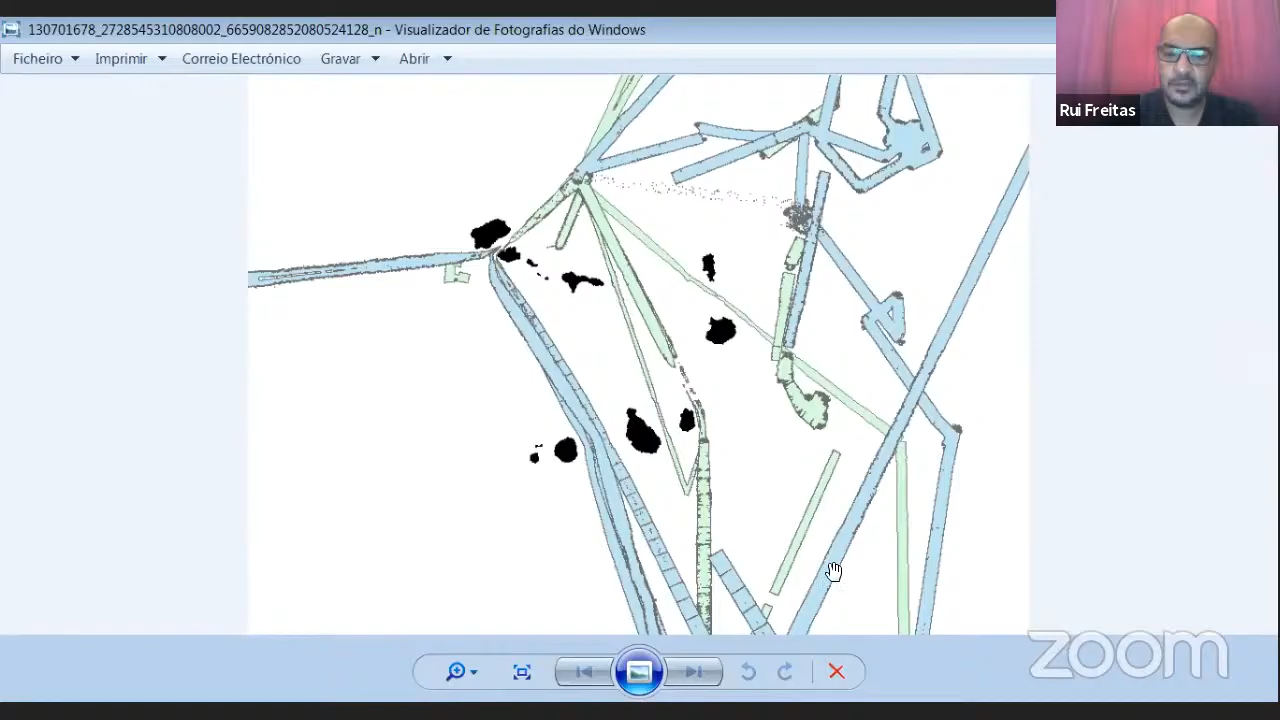 130701678_2728545310808002_6659082852080524128_n - Visualizador de Fotografias do Windows
Ficheiro Imprimir Correio Electrónico Gravar Abrir
Rui Freitas
zoom